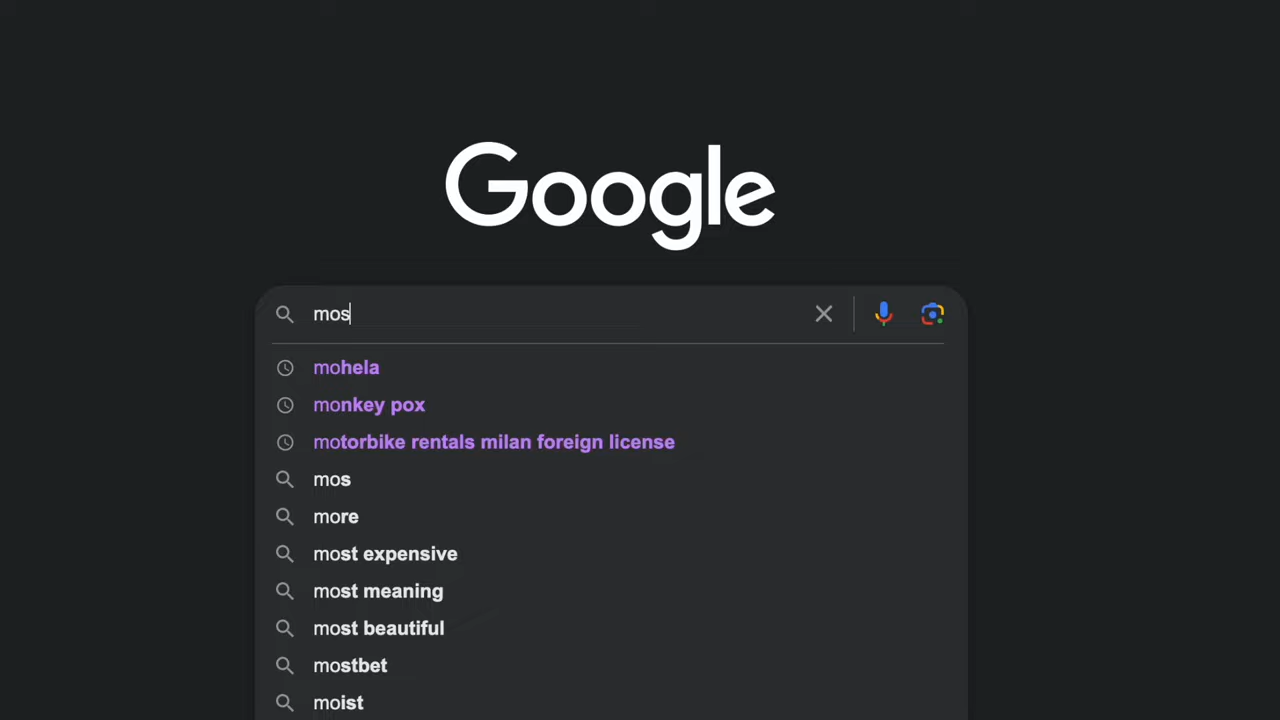 Google
mos
mohela
monkey pox
motorbike rentals milan foreign license
mos
more
most expensive
most meaning
most beautiful
mostbet
moist